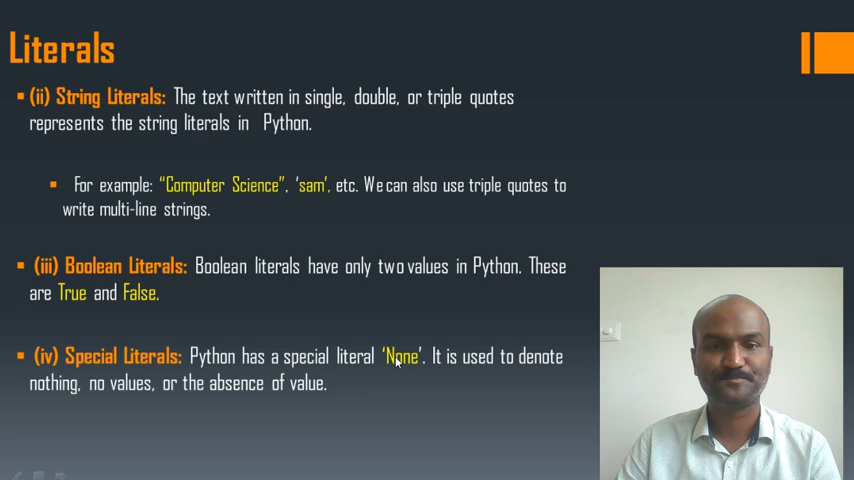 Literals
(ii) String Literals: The text written in single, double, or triple quotes
represents the string literals in Python.
For example: “Computer Science”, ‘sam’, etc. We can also use triple quotes to
write multi-line strings.
(iii) Boolean Literals: Boolean literals have only two values in Python. These
are True and False.
(iv) Special Literals: Python has a special literal ‘None’. It is used to denote
nothing, no values, or the absence of value.